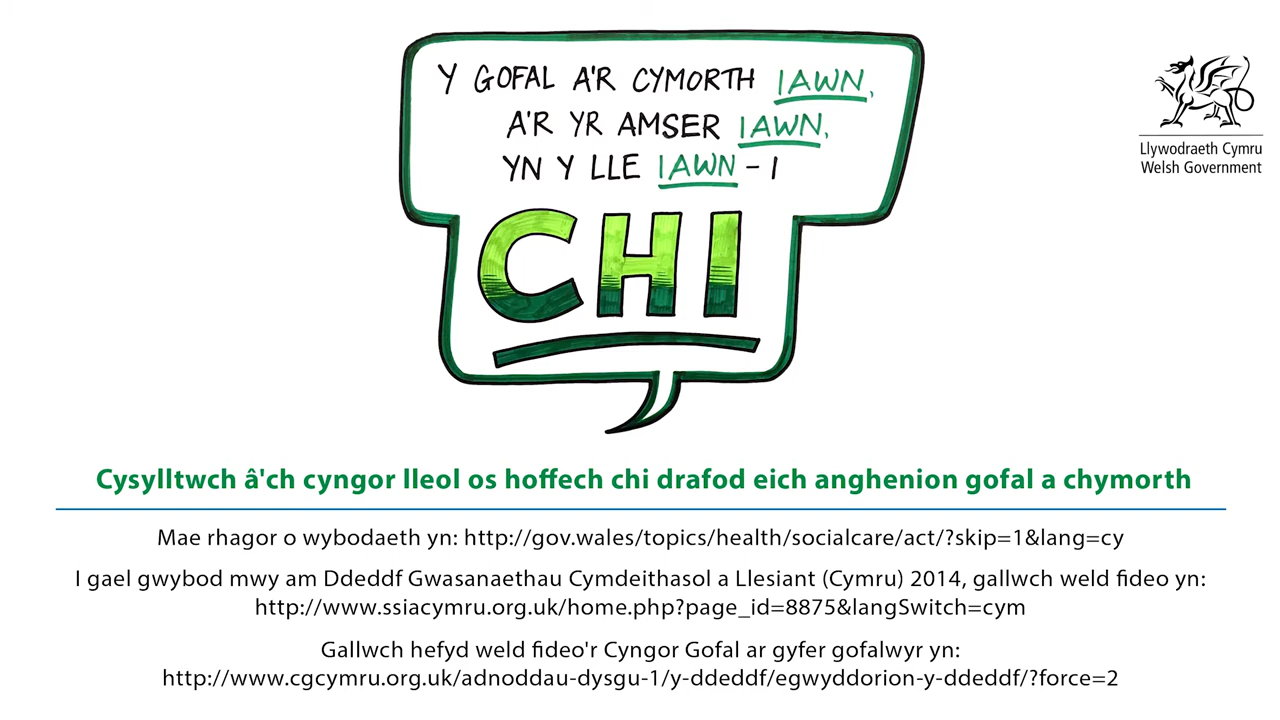 Y GOFAL A'R CYMORTH IAWN,
A'R YR AMSER IAWN,
YN Y LLE IAWN – I
CHI
Llywodraeth Cymru
Welsh Government
Cysylltwch â'ch cyngor lleol os hoffech chi drafod eich anghenion gofal a chymorth
Mae rhagor o wybodaeth yn: http://gov.wales/topics/health/socialcare/act/?skip=1&lang=cy
I gael gwybod mwy am Ddeddf Gwasanaethau Cymdeithasol a Llesiant (Cymru) 2014, gallwch weld fideo yn:
http://www.ssiacymru.org.uk/home.php?page_id=8875&langSwitch=cym
Gallwch hefyd weld fideo'r Cyngor Gofal ar gyfer gofalwyr yn:
http://www.cgcymru.org.uk/adnoddau-dysgu-1/y-ddeddf/egwyddorion-y-ddeddf/?force=2